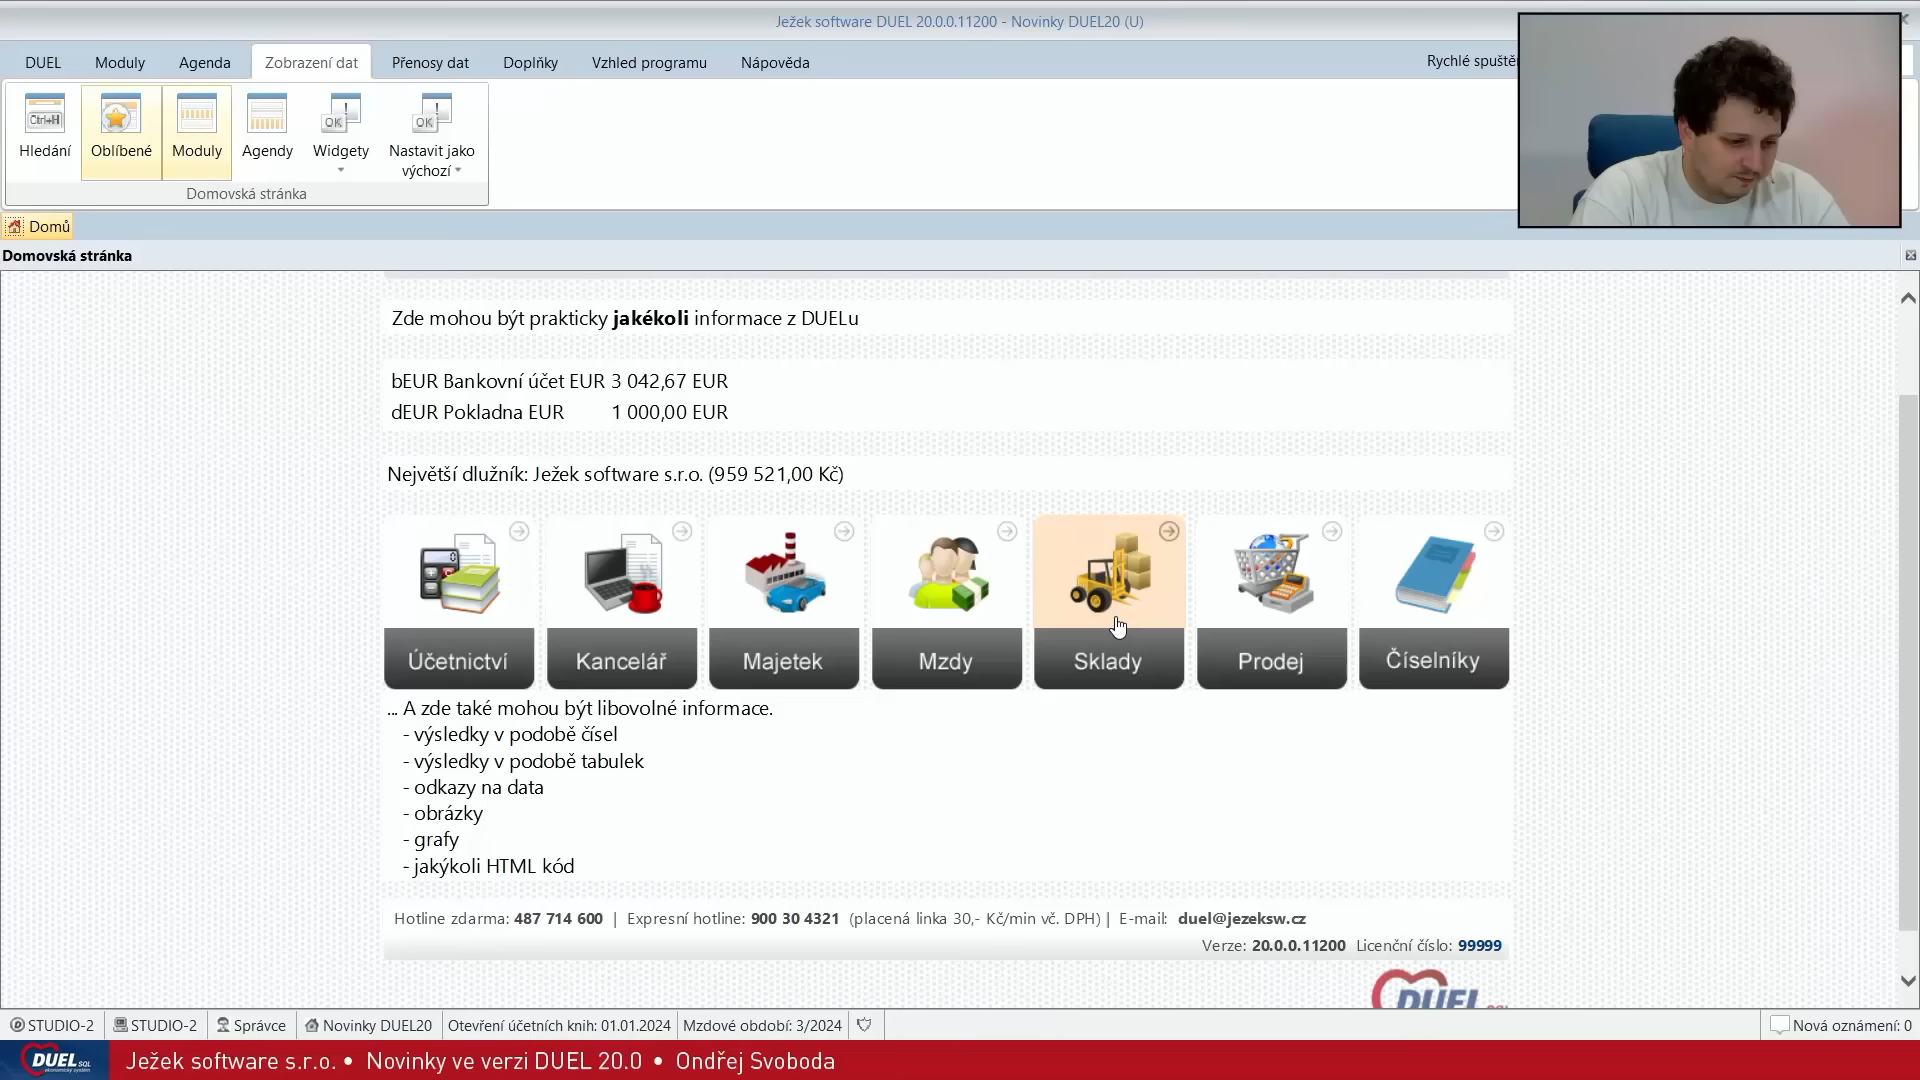 Ježek software DUEL 20.0.0.11200 - Novinky DUEL20 (U)
DUEL Moduly Agenda Zobrazení dat Přenosy dat Doplňky Vzhled programu Nápověda
Ctrl+H OK ! OK !
Hledání Oblíbené Moduly Agendy Widgety Nastavit jako
výchozí
Domovská stránka
Domů
Domovská stránka
Zde mohou být prakticky jakékoli informace z DUELu
bEUR Bankovní účet EUR 3 042,67 EUR
dEUR Pokladna EUR 1 000,00 EUR
Největší dlužník: Ježek software s.r.o. (959 521,00 Kč)
Účetnictví Kancelář Majetek Mzdy Sklady Prodej Číselníky
... A zde také mohou být libovolné informace.
- výsledky v podobě čísel
- výsledky v podobě tabulek
- odkazy na data
- obrázky
- grafy
- jakýkoli HTML kód
Hotline zdarma: 487 714 600 | Expresní hotline: 900 30 4321 (placená linka 30,- Kč/min vč. DPH) | E-mail: duel@jezeksw.cz
Verze: 20.0.0.11200 Licenční číslo: 99999
DUEL
STUDIO-2 STUDIO-2 Správce Novinky DUEL20 Otevření účetních knih: 01.01.2024 Mzdové období: 3/2024 Nová oznámení: 0
DUEL SQL Ježek software s.r.o. • Novinky ve verzi DUEL 20.0 • Ondřej Svoboda